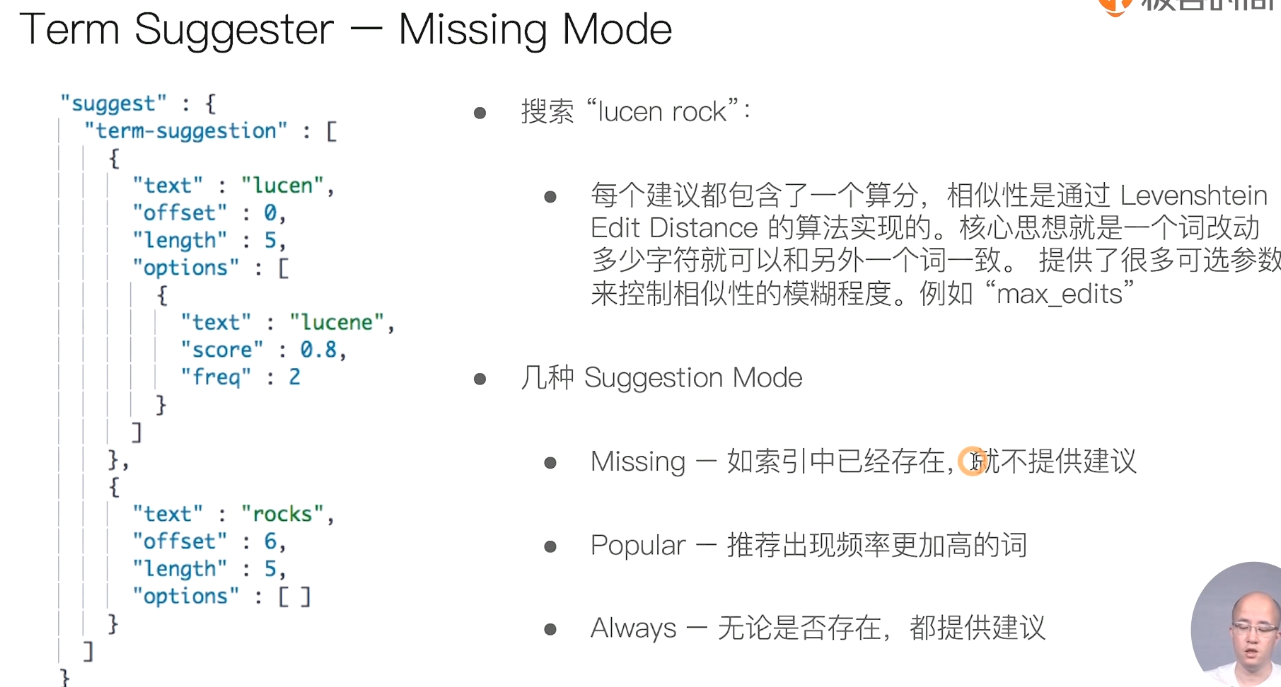 Term Suggester — Missing Mode
"suggest" : {
"term-suggestion" : [
{
"text" : "lucen",
"offset" : 0,
"length" : 5,
"options" : [
{
"text" : "lucene",
"score" : 0.8,
"freq" : 2
}
]
},
{
"text" : "rocks",
"offset" : 6,
"length" : 5,
"options" : [ ]
}
]
}
• 搜索 “lucen rock”：
• 每个建议都包含了一个算分，相似性是通过 Levenshtein
Edit Distance 的算法实现的。核心思想就是一个词改动
多少字符就可以和另外一个词一致。 提供了很多可选参数
来控制相似性的模糊程度。例如 “max_edits”
• 几种 Suggestion Mode
• Missing — 如索引中已经存在，就不提供建议
• Popular — 推荐出现频率更加高的词
• Always — 无论是否存在，都提供建议